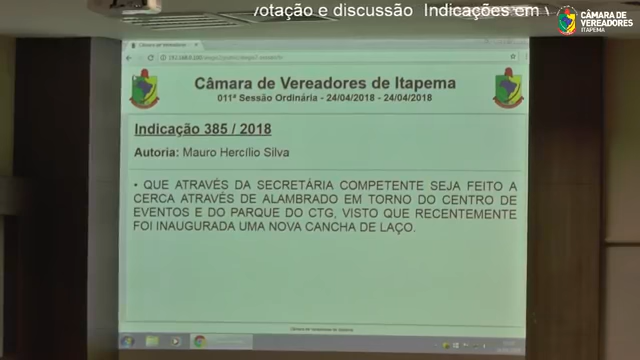 otação e discussão Indicações em v
CÂMARA DE
VEREADORES
ITAPEMA
Câmara de Vereadores de Itapema
011ª Sessão Ordinária - 24/04/2018 - 24/04/2018
Indicação 385 / 2018
Autoria: Mauro Hercílio Silva
• QUE ATRAVÉS DA SECRETÁRIA COMPETENTE SEJA FEITO A
CERCA ATRAVÉS DE ALAMBRADO EM TORNO DO CENTRO DE
EVENTOS E DO PARQUE DO CTG, VISTO QUE RECENTEMENTE
FOI INAUGURADA UMA NOVA CANCHA DE LAÇO.
Câmara de Vereadores de Itapema